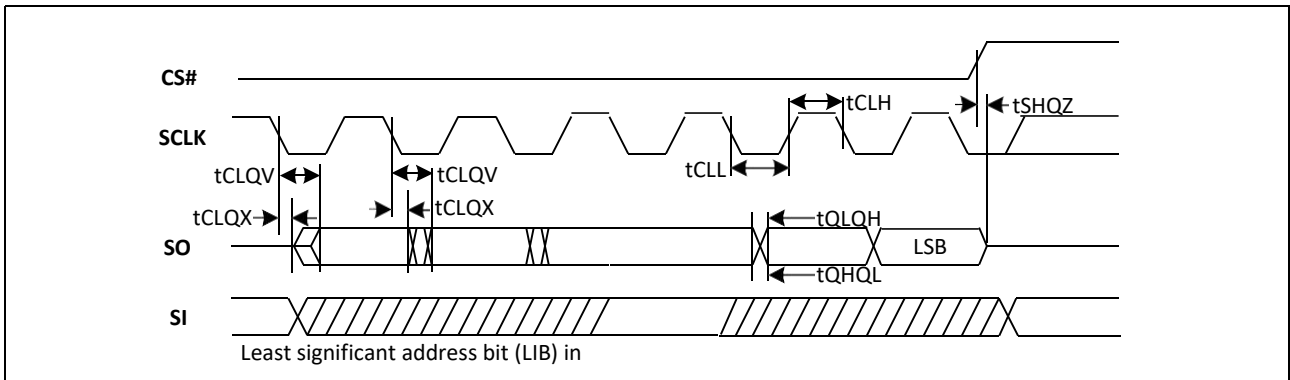 CS#
tCLH
tSHQZ
SCLK
tCLL
tCLQV
tCLQV
tCLQX
tCLQX
tQLQH
SO
LSB
tQHQL
SI
Least significant address bit (LIB) in